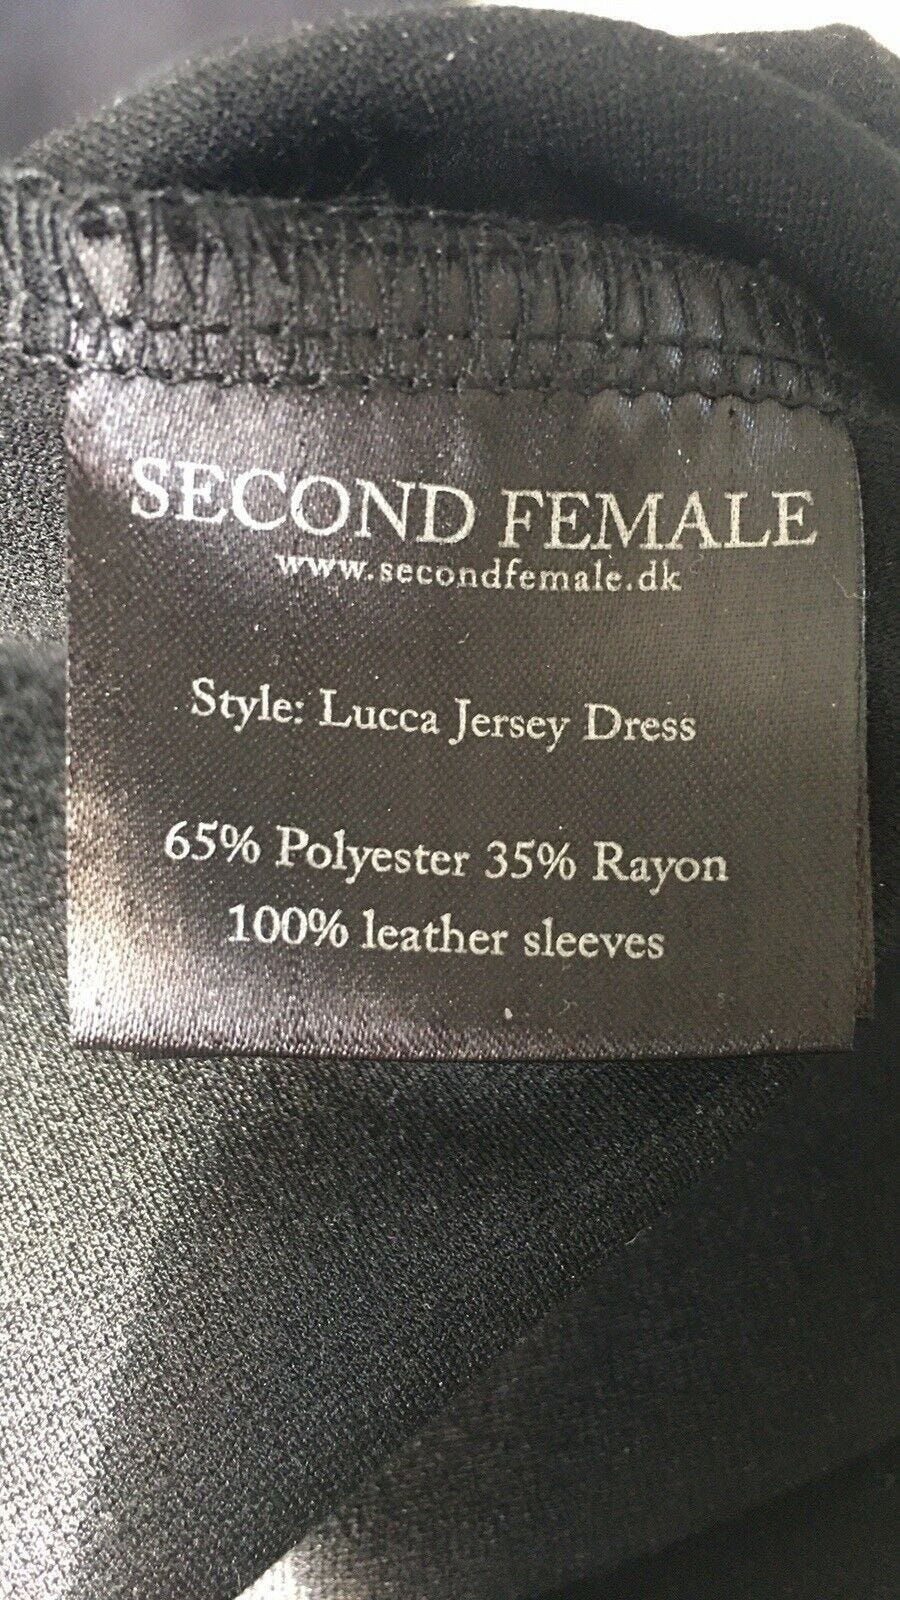 SECOND FEMALE
www.secondfemale.dk
Style: Lucca Jersey Dress
65% Polyester 35% Rayon
100% leather sleeves